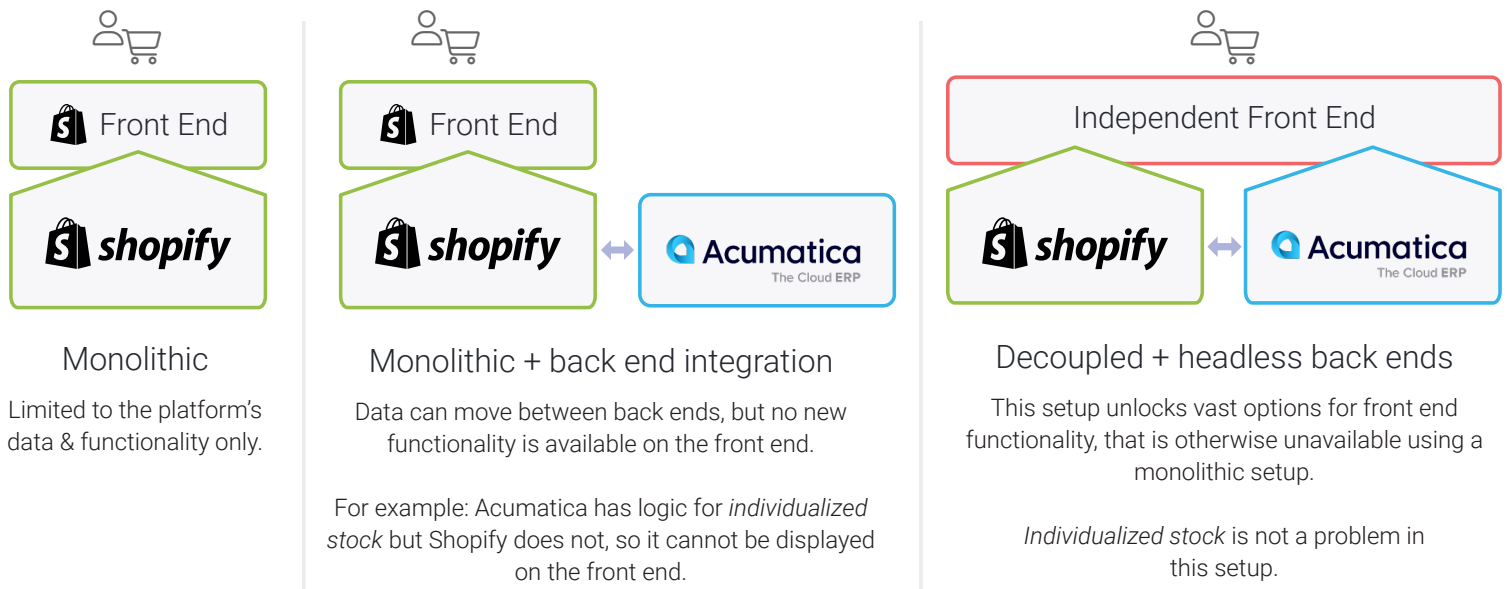 Front End
shopify
Monolithic
Limited to the platform's
data & functionality only.
Front End
shopify
Acumatica
The Cloud ERP
Monolithic + back end integration
Data can move between back ends, but no new
functionality is available on the front end.
For example: Acumatica has logic for individualized
stock but Shopify does not, so it cannot be displayed
on the front end.
Independent Front End
shopify
Acumatica
The Cloud ERP
Decoupled + headless back ends
This setup unlocks vast options for front end
functionality, that is otherwise unavailable using a
monolithic setup.
Individualized stock is not a problem in
this setup.